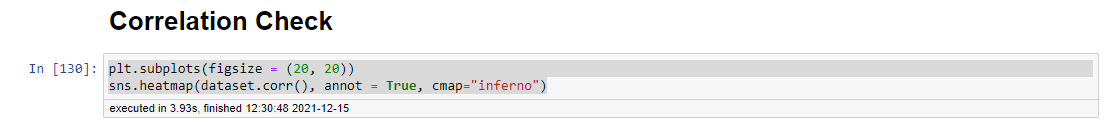 Correlation Check
In [130]: plt.subplots(figsize = (20, 20))
sns.heatmap(dataset.corr(), annot = True, cmap="inferno")
executed in 3.93s, finished 12:30:48 2021-12-15